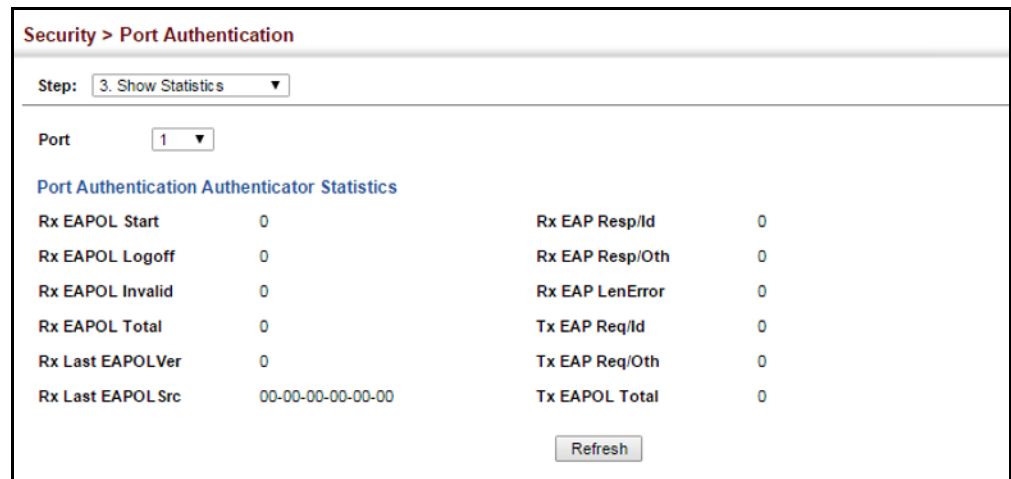 Security > Port Authentication
Step: 3. Show Statistics
Port 1
Port Authentication Authenticator Statistics
Rx EAPOL Start 0 Rx EAP Resp/Id 0
Rx EAPOL Logoff 0 Rx EAP Resp/Oth 0
Rx EAPOL Invalid 0 Rx EAP LenError 0
Rx EAPOL Total 0 Tx EAP Req/Id 0
Rx Last EAPOLVer 0 Tx EAP Req/Oth 0
Rx Last EAPOLSrc 00-00-00-00-00-00 Tx EAPOL Total 0
Refresh